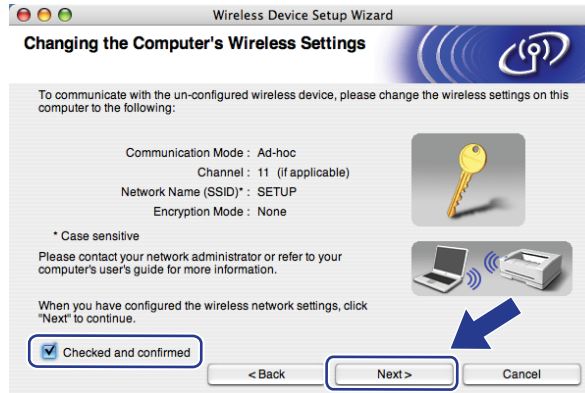 Wireless Device Setup Wizard
Changing the Computer's Wireless Settings
To communicate with the un-configured wireless device, please change the wireless settings on this
computer to the following:
Communication Mode : Ad-hoc
Channel : 11 (if applicable)
Network Name (SSID)* : SETUP
Encryption Mode : None
* Case sensitive
Please contact your network administrator or refer to your
computer's user's guide for more information.
When you have configured the wireless network settings, click
"Next" to continue.
Checked and confirmed
< Back
Next >
Cancel